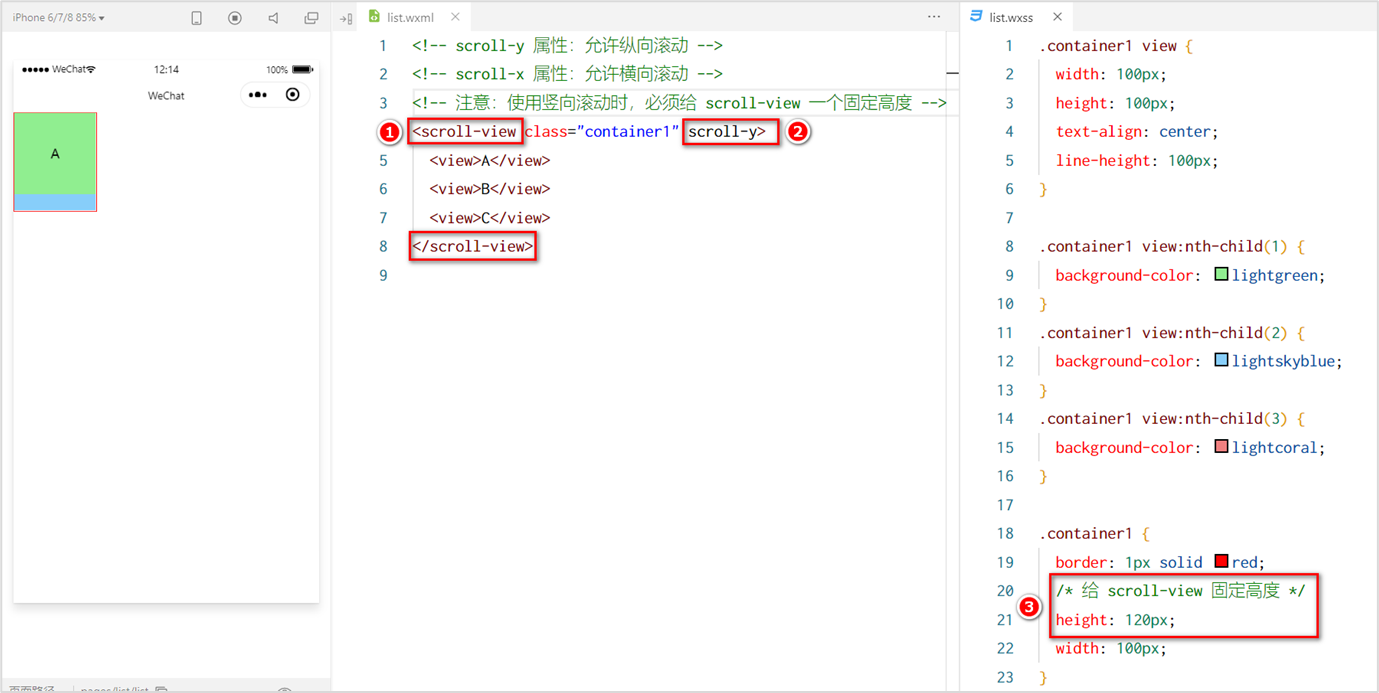 iPhone 6/7/8 85%
WeChat
12:14
100%
WeChat
A
list.wxml
1 <!-- scroll-y 属性：允许纵向滚动 -->
2 <!-- scroll-x 属性：允许横向滚动 -->
3 <!-- 注意：使用竖向滚动时，必须给 scroll-view 一个固定高度 -->
1 <scroll-view class="container1" scroll-y> 2
5 <view>A</view>
6 <view>B</view>
7 <view>C</view>
8 </scroll-view>
9
list.wxss
1 .container1 view {
2 width: 100px;
3 height: 100px;
4 text-align: center;
5 line-height: 100px;
6 }
7
8 .container1 view:nth-child(1) {
9 background-color: lightgreen;
10 }
11 .container1 view:nth-child(2) {
12 background-color: lightskyblue;
13 }
14 .container1 view:nth-child(3) {
15 background-color: lightcoral;
16 }
17
18 .container1 {
19 border: 1px solid red;
20 /* 给 scroll-view 固定高度 */
3
21 height: 120px;
22 width: 100px;
23 }
页面路径
pages/list/list